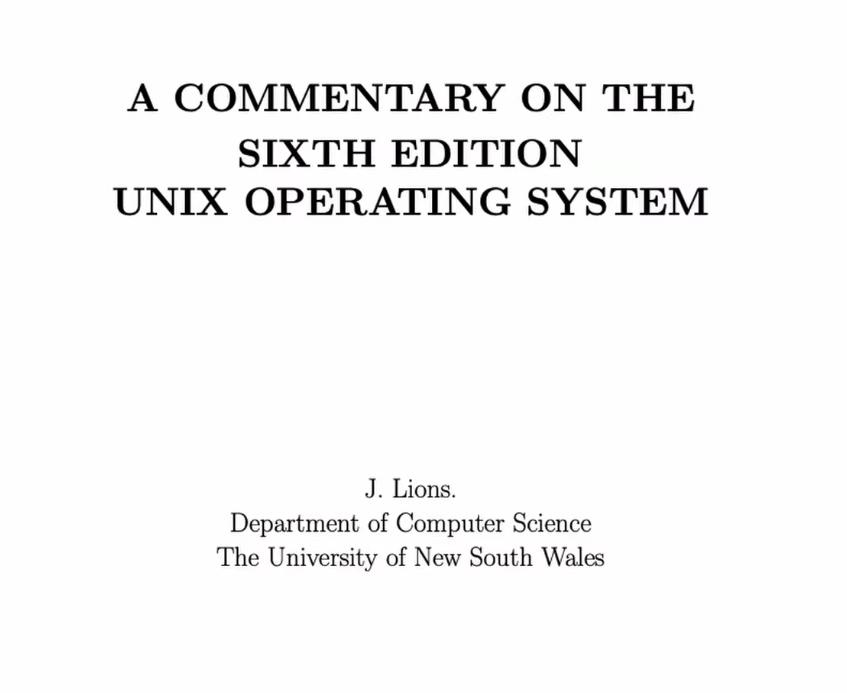 A COMMENTARY ON THE
SIXTH EDITION
UNIX OPERATING SYSTEM
J. Lions.
Department of Computer Science
The University of New South Wales